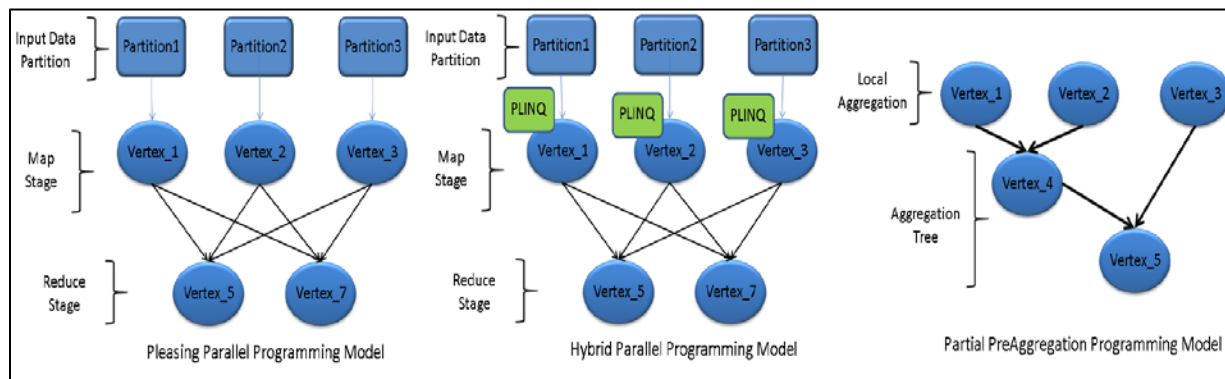 Input Data
Partition
Partition1
Partition2
Partition3
Map
Stage
Vertex_1
Vertex_2
Vertex_3
Reduce
Stage
Vertex_5
Vertex_7
Pleasing Parallel Programming Model
Input Data
Partition
Partition1
Partition2
Partition3
PLINQ
PLINQ
PLINQ
Map
Stage
Vertex_1
Vertex_2
Vertex_3
Reduce
Stage
Vertex_5
Vertex_7
Hybrid Parallel Programming Model
Local
Aggregation
Vertex_1
Vertex_2
Vertex_3
Aggregation
Tree
Vertex_4
Vertex_5
Partial PreAggregation Programming Model